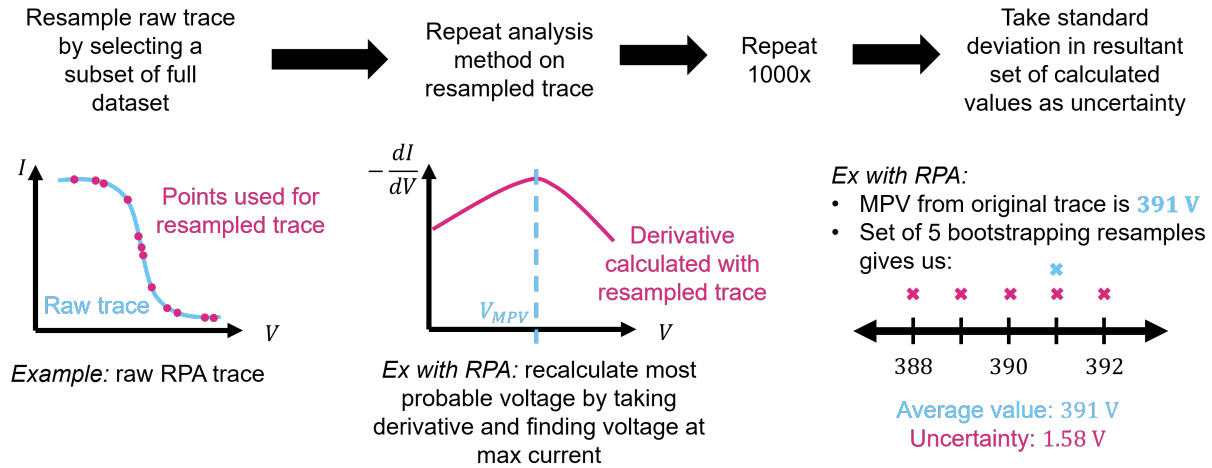 Resample raw trace
by selecting a
subset of full
dataset
Repeat analysis
method on
resampled trace
Repeat
1000x
Take standard
deviation in resultant
set of calculated
values as uncertainty
I
Points used for
resampled trace
Raw trace
V
Example: raw RPA trace
− dI/dV
Derivative
calculated with
resampled trace
V_MPV
V
Ex with RPA: recalculate most
probable voltage by taking
derivative and finding voltage at
max current
Ex with RPA:
• MPV from original trace is 391 V
• Set of 5 bootstrapping resamples
gives us:
388 390 392
Average value: 391 V
Uncertainty: 1.58 V